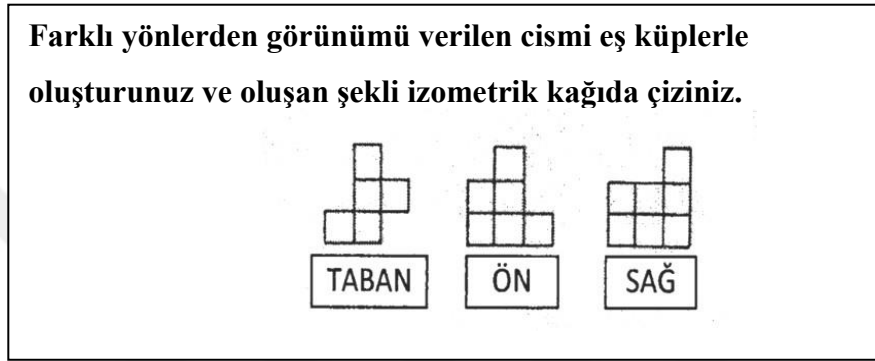 Farklı yönlerden görünümü verilen cismi eş küplerle
oluşturunuz ve oluşan şekli izometrik kağıda çiziniz.
TABAN ÖN SAĞ